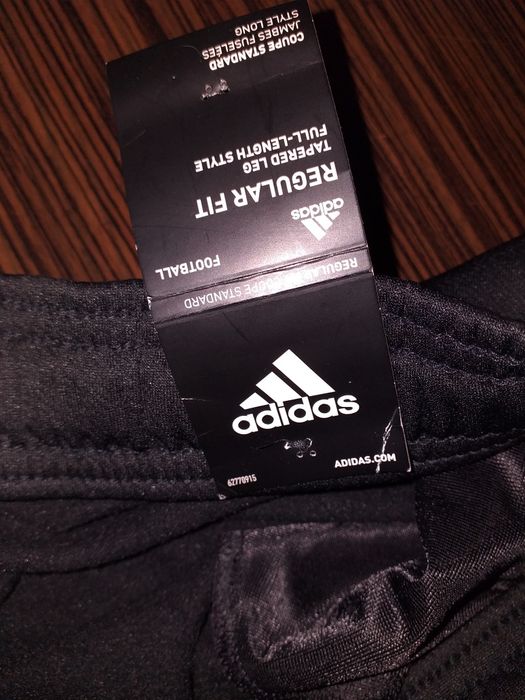 COUPE STANDARD
JAMBES FUSELÉES
STYLE LONG
adidas
REGULAR FIT
TAPERED LEG
FULL-LENGTH STYLE
FOOTBALL
REGULAR
COUPE STANDARD
adidas
ADIDAS.COM
62770915